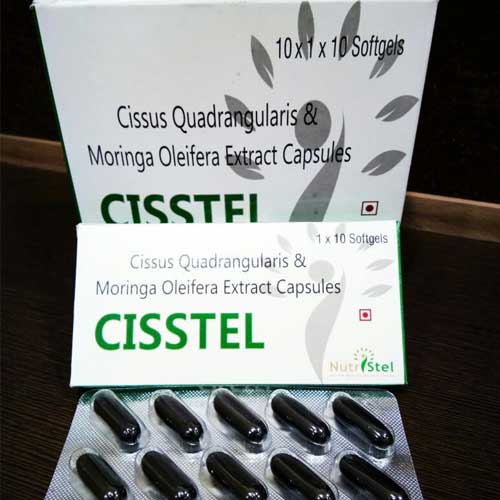 10 x 1 x 10 Softgels
Cissus Quadrangularis &
Moringa Oleifera Extract Capsules
CISSTEL
1 x 10 Softgels
Cissus Quadrangularis &
Moringa Oleifera Extract Capsules
CISSTEL
NutriStel